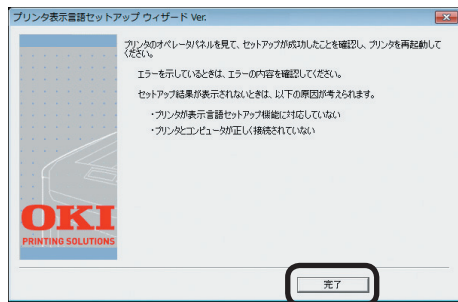 プリンタ表示言語セットアップ ウィザード Ver.
プリンタのオペレータパネルを見て、セットアップが成功したことを確認し、プリンタを再起動して
ください。
エラーを示しているときは、エラーの内容を確認してください。
セットアップ結果が表示されないときは、以下の原因が考えられます。
・プリンタが表示言語セットアップ機能に対応していない
・プリンタとコンピュータが正しく接続されていない
OKI
PRINTING SOLUTIONS
完了